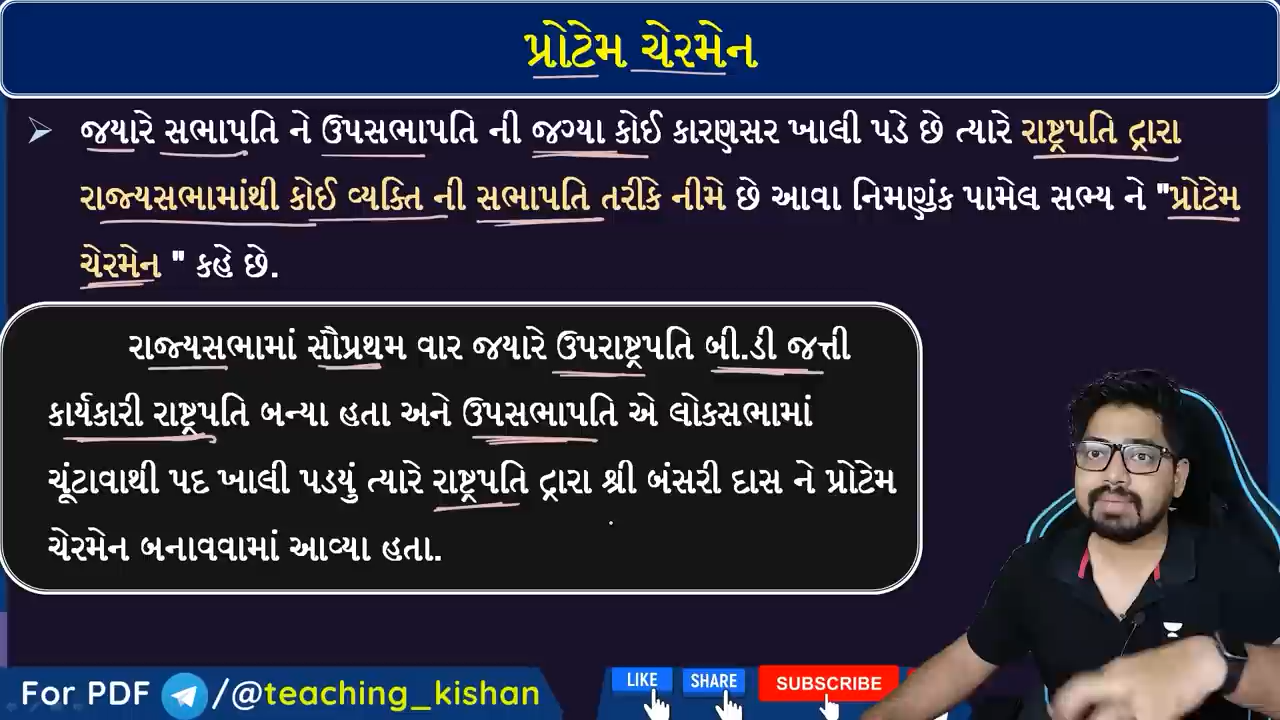 પ્રોટેમ ચેરમેન
જયારે સભાપતિ ને ઉપસભાપતિ ની જગ્યા કોઈ કારણસર ખાલી પડે છે ત્યારે રાષ્ટ્રપતિ દ્રારા
રાજ્યસભામાંથી કોઈ વ્યક્તિ ની સભાપતિ તરીકે નીમે છે આવા નિમણુંક પામેલ સભ્ય ને "પ્રોટેમ
ચેરમેન " કહે છે.
રાજ્યસભામાં સૌપ્રથમ વાર જયારે ઉપરાષ્ટ્રપતિ બી.ડી જત્તી
કાર્યકારી રાષ્ટ્રપતિ બન્યા હતા અને ઉપસભાપતિ એ લોકસભામાં
ચૂંટાવાથી પદ ખાલી પડયું ત્યારે રાષ્ટ્રપતિ દ્રારા શ્રી બંસરી દાસ ને પ્રોટેમ
ચેરમેન બનાવવામાં આવ્યા હતા.
For PDF /@teaching_kishan
LIKE SHARE SUBSCRIBE